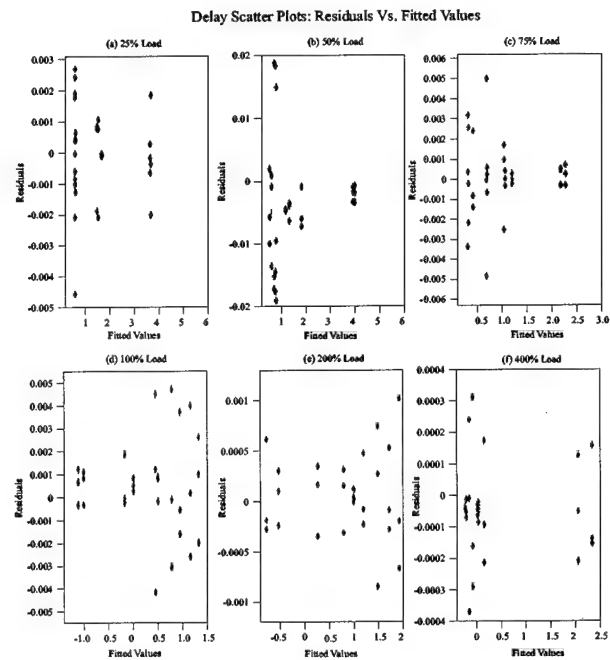 Delay Scatter Plots: Residuals Vs. Fitted Values
(a) 25% Load
0.003
0.002
0.001
0
-0.001
-0.002
-0.003
-0.004
-0.005
Residuals
1 2 3 4 5 6
Fitted Values
(b) 50% Load
0.02
0.01
0
-0.01
-0.02
Residuals
1 2 3 4 5 6
Fitted Values
(c) 75% Load
0.006
0.005
0.004
0.003
0.002
0.001
0
-0.001
-0.002
-0.003
-0.004
-0.005
-0.006
Residuals
0.5 1.0 1.5 2.0 2.5 3.0
Fitted Values
(d) 100% Load
0.005
0.004
0.003
0.002
0.001
0
-0.001
-0.002
-0.003
-0.004
-0.005
Residuals
-1.0 -0.5 0.0 0.5 1.0 1.5
Fitted Values
(e) 200% Load
0.001
0.0005
0
-0.0005
-0.001
Residuals
-0.5 0 0.5 1.0 1.5 2
Fitted Values
(f) 400% Load
0.0004
0.0003
0.0002
0.0001
0
-0.0001
-0.0002
-0.0003
-0.0004
Residuals
0 0.5 1.0 1.5 2.0 2.5
Fitted Values